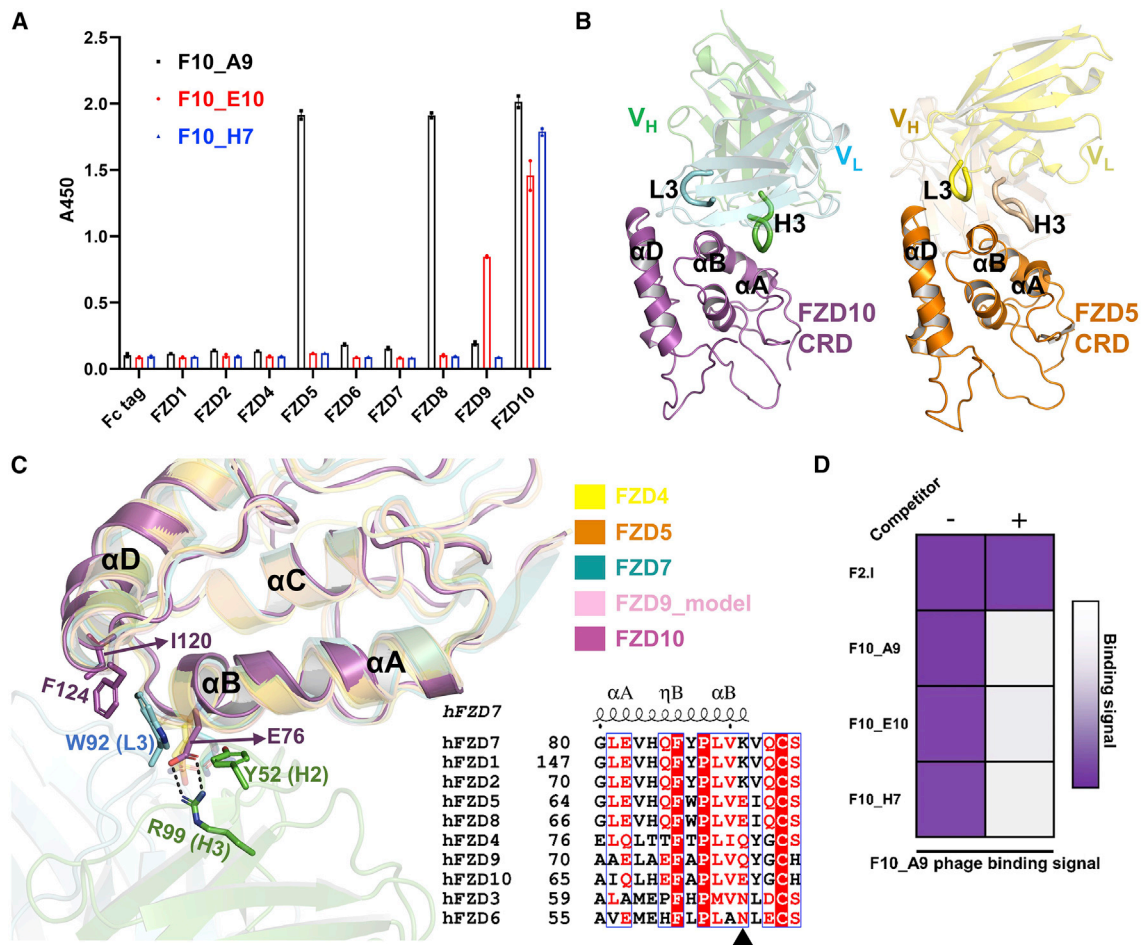 A
2.5
2.0
1.5
1.0
0.5
0.0
A450
F10_A9
F10_E10
F10_H7
Fc tag
FZD1
FZD2
FZD4
FZD5
FZD6
FZD7
FZD8
FZD9
FZD10
B
VH
VL
L3
H3
αD
αB
αA
FZD10
CRD
VH
VL
L3
H3
αD
αB
αA
FZD5
CRD
C
αD
αC
αA
αB
I120
F124
W92 (L3)
E76
Y52 (H2)
R99 (H3)
FZD4
FZD5
FZD7
FZD9_model
FZD10
αA ηB αB
hFZD7
hFZD7 80 GLEVHQFYPLVKVQCS
hFZD1 147 GLEVHQFYPLVKVQCS
hFZD2 70 GLEVHQFYPLVKVQCS
hFZD5 64 GLEVHQFWPLVEIQCS
hFZD8 66 GLEVHQFWPLVEIQCS
hFZD4 76 ELQLTTFTPLIQYGCS
hFZD9 70 AAELAEFAPLVQYGCH
hFZD10 65 AIQLHEFAPLVEYGCH
hFZD3 59 ALAMEPFHPMVNLDCS
hFZD6 55 AVEMEHFLPLANLECS
D
Competitor
- +
F2.I
F10_A9
F10_E10
F10_H7
F10_A9 phage binding signal
Binding signal